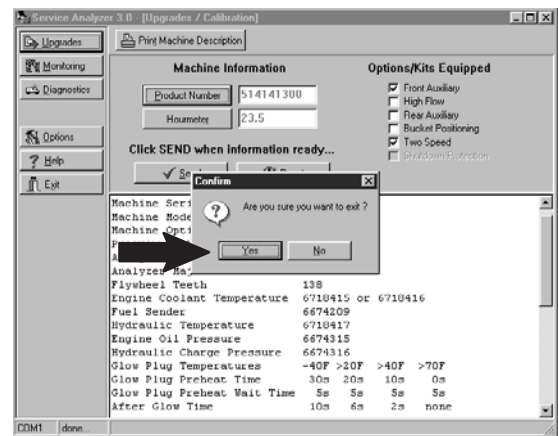 Service Analyzer 3.0 - [Upgrades / Calibration]
Upgrades
Print Machine Description
Monitoring
Diagnostics
Options
Help
Exit
Machine Information
Options/Kits Equipped
Product Number 514141300
Hourmeter 23.5
Front Auxiliary
High Flow
Rear Auxiliary
Bucket Positioning
Two Speed
Shutdown Protection
Click SEND when information ready...
Confirm
Are you sure you want to exit ?
Yes No
Machine
Machine
Machine
Analyzer
Flywheel Teeth 138
Engine Coolant Temperature 6718415 or 6718416
Fuel Sender 6674209
Hydraulic Temperature 6718417
Engine Oil Pressure 6674315
Hydraulic Charge Pressure 6674316
Glow Plug Temperatures -40F >20F >40F >70F
Glow Plug Preheat Time 30s 20s 10s 0s
Glow Plug Preheat Wait Time 5s 5s 5s 5s
After Glow Time 10s 6s 2s none
COM1 done...